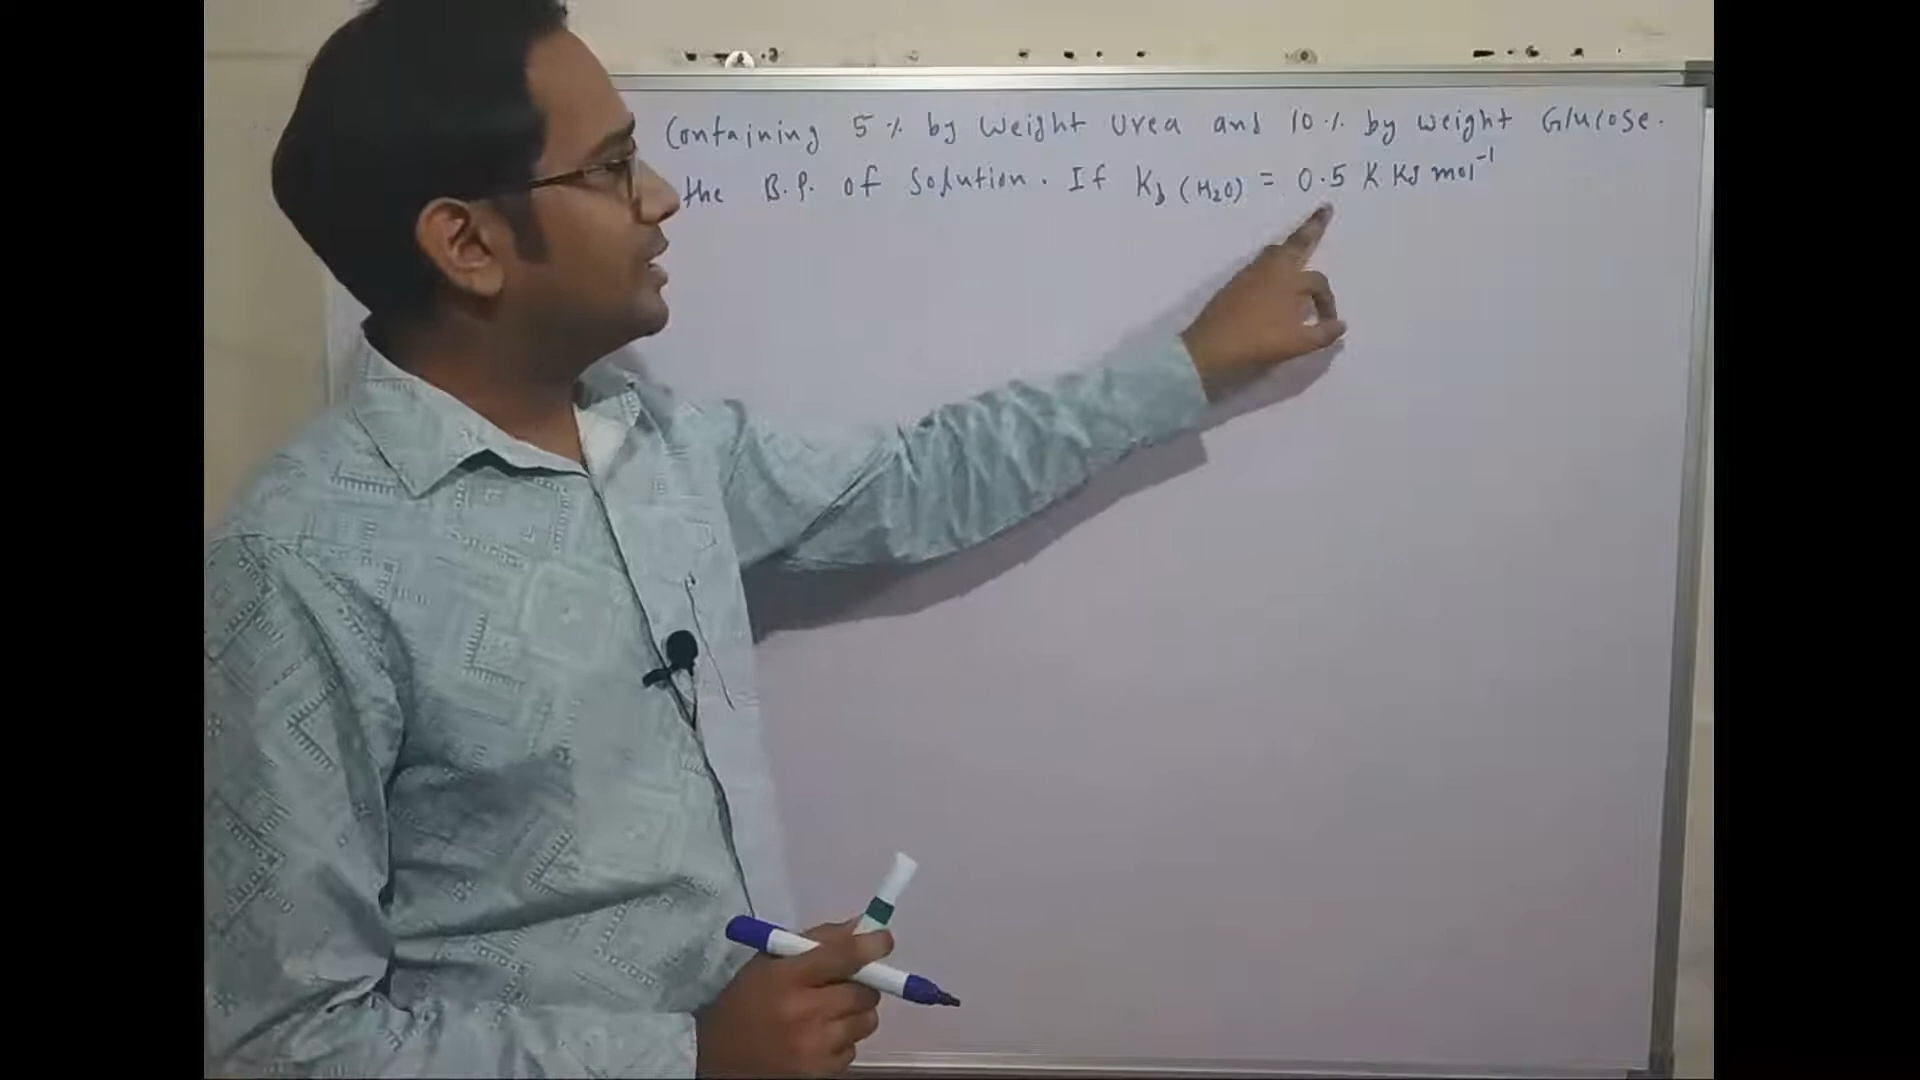 Containing 5% by weight Urea and 10% by weight Glucose.
the B.P. of Solution. If Kb (H2O) = 0.5 K Kg mol⁻¹